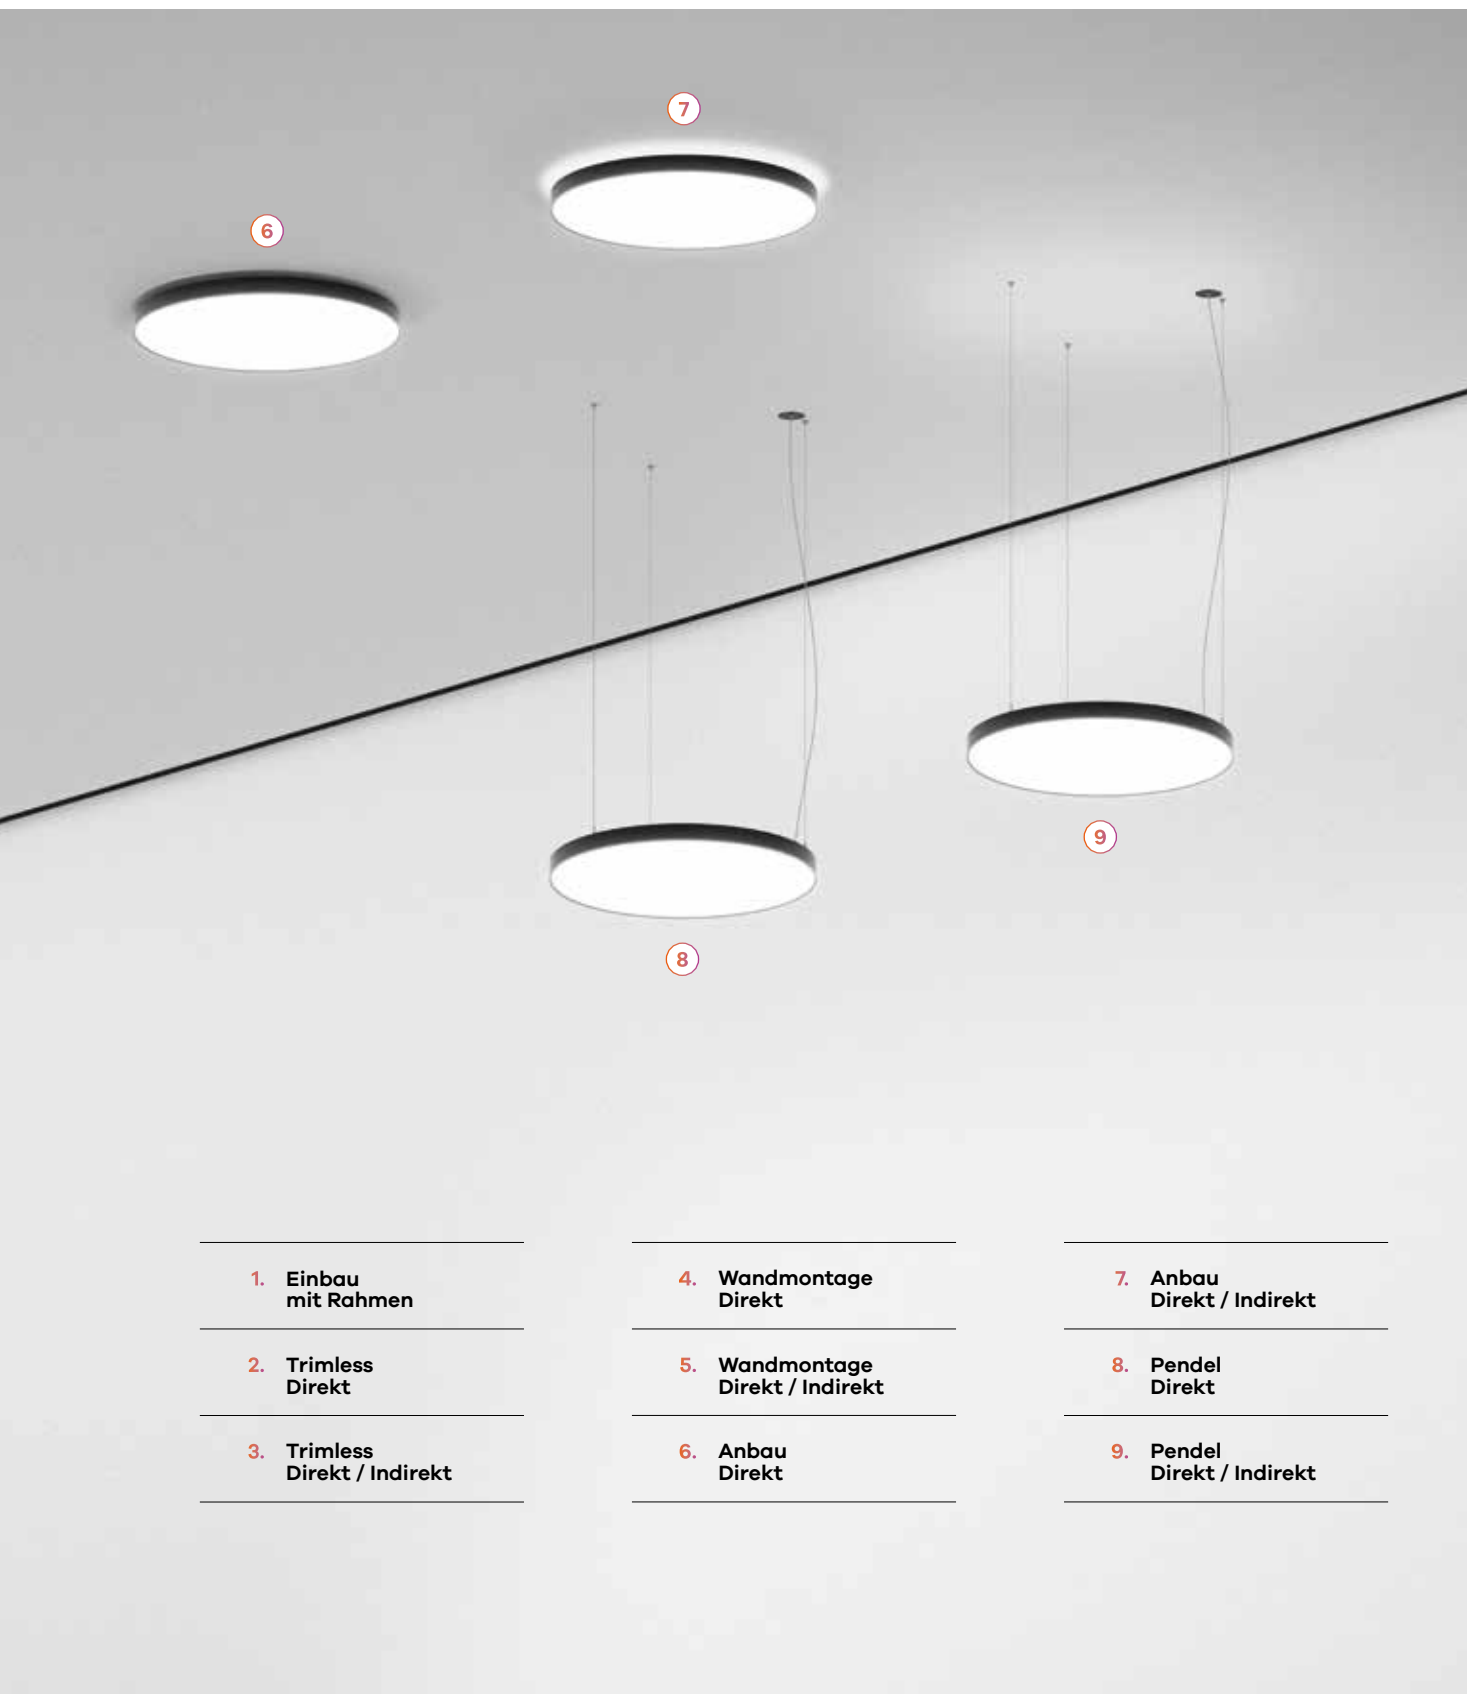 7
6
9
8
1. Einbau
mit Rahmen
2. Trimless
Direkt
3. Trimless
Direkt / Indirekt
4. Wandmontage
Direkt
5. Wandmontage
Direkt / Indirekt
6. Anbau
Direkt
7. Anbau
Direkt / Indirekt
8. Pendel
Direkt
9. Pendel
Direkt / Indirekt